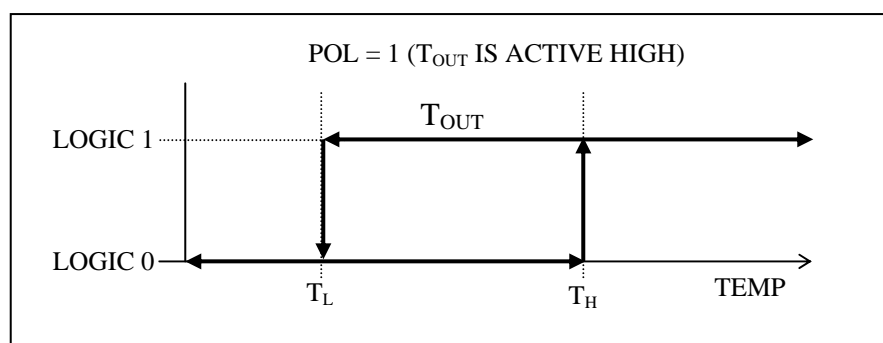 POL = 1 (TOUT IS ACTIVE HIGH)
TOUT
LOGIC 1
LOGIC 0
TL
TH
TEMP